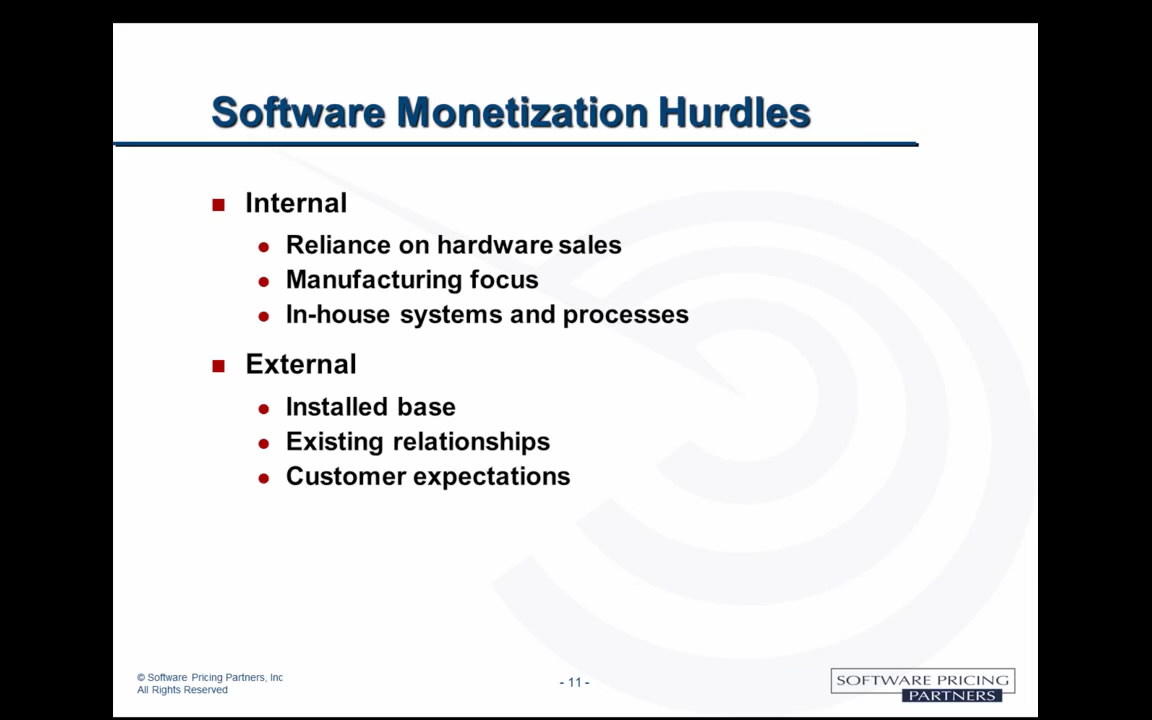 Software Monetization Hurdles
Internal
Reliance on hardware sales
Manufacturing focus
In-house systems and processes
External
Installed base
Existing relationships
Customer expectations
© Software Pricing Partners, Inc
All Rights Reserved
- 11 -
SOFTWARE PRICING
PARTNERS